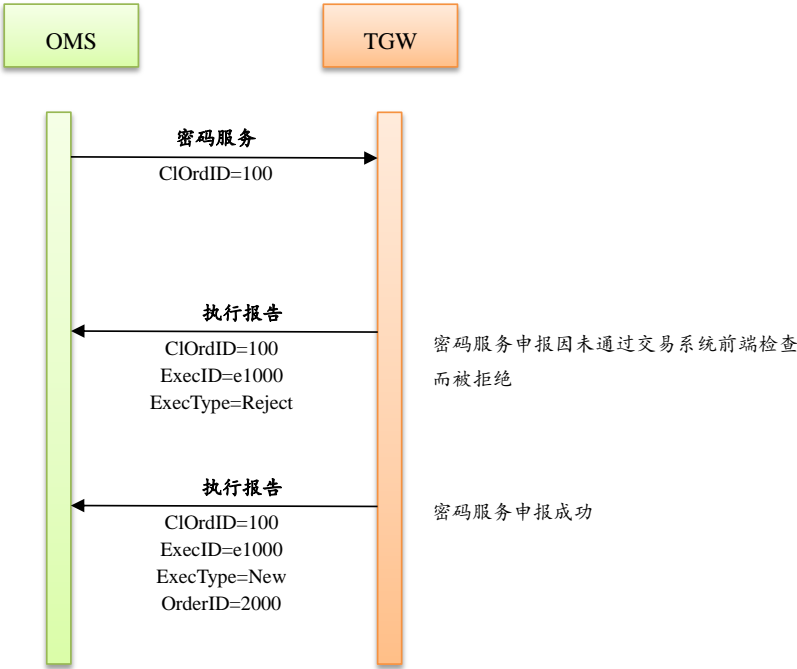 OMS
TGW
密码服务
ClOrdID=100
执行报告
ClOrdID=100
ExecID=e1000
ExecType=Reject
密码服务申报因未通过交易系统前端检查
而被拒绝
执行报告
ClOrdID=100
ExecID=e1000
ExecType=New
OrderID=2000
密码服务申报成功